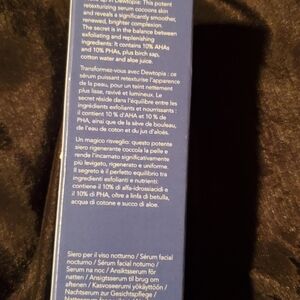 up in Dewtopia: This potent
retexturizing serum cocoons skin
and reveals a significantly smoother,
renewed, brighter complexion.
The secret is in the balance between
exfoliating and replenishing
ingredients: It contains 10% AHAs
and 10% PHAs, plus birch sap,
cotton water and aloe juice.
Transformez-vous avec Dewtopia : ce
sérum puissant retexturise l'apparence
de la peau, pour un teint nettement
plus lisse, ravivé et lumineux. Le
secret réside dans l'équilibre entre les
ingrédients exfoliants et nourrissants :
il contient 10 % d'AHA et 10 % de
PHA, ainsi que de la sève de bouleau,
de l'eau de coton et du jus d'aloès.
Un magico risveglio: questo potente
siero rigenerante coccola la pelle e
rende l'incarnato significativamente
più levigato, rigenerato e uniforme
Il segreto è il perfetto equilibrio tra
ingredienti esfolianti e nutrienti:
contiene il 10% di alfa-idrossiacidi e
il 10% di PHA, oltre a linfa di betulla,
acqua di cotone e succo di aloe.
Siero per il viso notturno / Sérum facial
nocturno / Sérum facial noturno /
Serum na noc / Ansiktsserum för
natten / Ansigtsserum til brug om
aftenen / Kasvoseerumi yökäyttöön /
Nachtserum zur Gesichtspflege /